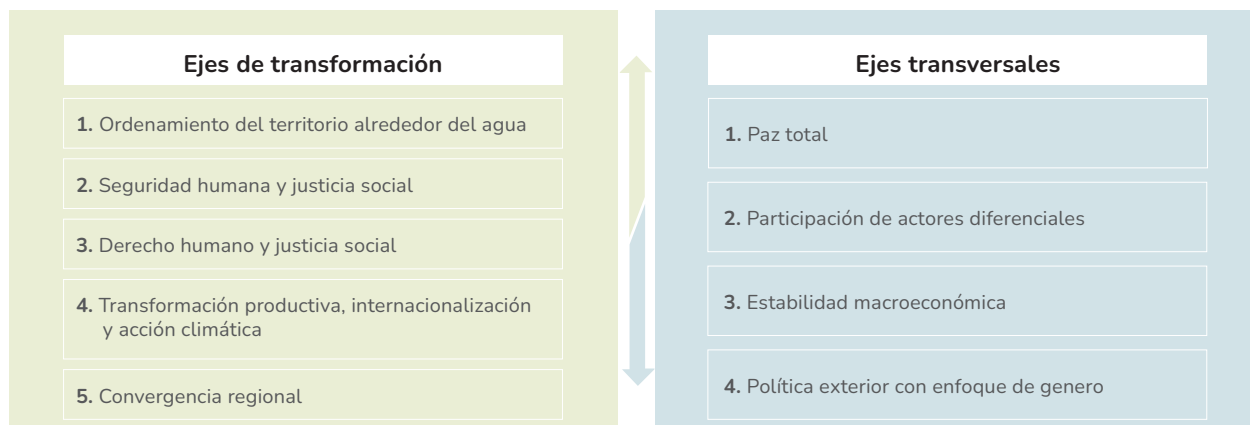 Ejes de transformación
1. Ordenamiento del territorio alrededor del agua
2. Seguridad humana y justicia social
3. Derecho humano y justicia social
4. Transformación productiva, internacionalización
y acción climática
5. Convergencia regional
Ejes transversales
1. Paz total
2. Participación de actores diferenciales
3. Estabilidad macroeconómica
4. Política exterior con enfoque de genero